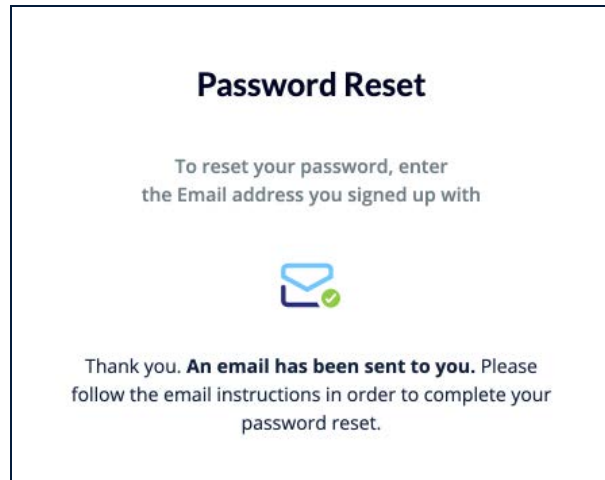 Password Reset
To reset your password, enter
the Email address you signed up with
Thank you. An email has been sent to you. Please
follow the email instructions in order to complete your
password reset.